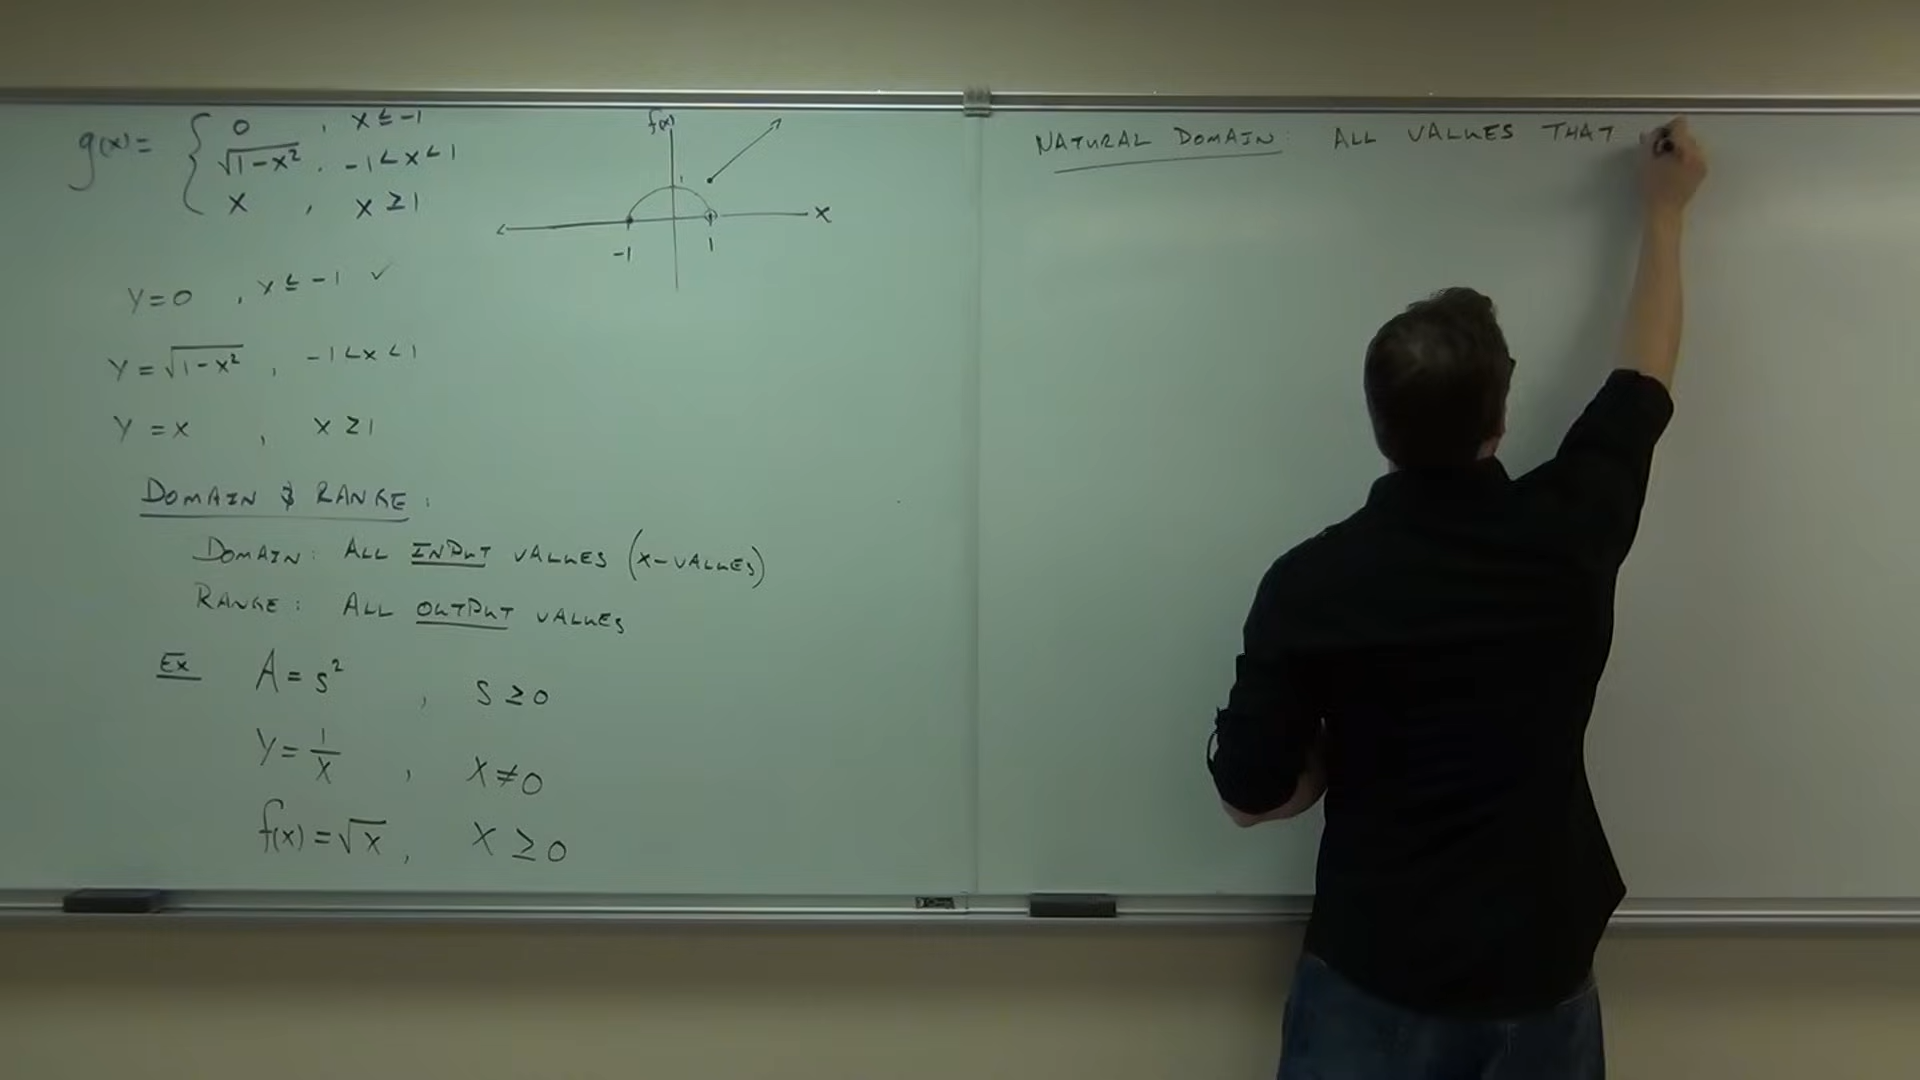 g(x) = { 0 , x ≤ -1
√(1-x²) , -1 < x < 1
x , x ≥ 1
f(x)
1
x
-1
1
y = 0 , x ≤ -1 ✓
y = √(1-x²) , -1 < x < 1
y = x , x ≥ 1
DOMAIN & RANGE:
DOMAIN: ALL INPUT VALUES (X-VALUES)
RANGE: ALL OUTPUT VALUES
EX A = s² , s ≥ 0
y = 1/x , x ≠ 0
f(x) = √x , x ≥ 0
NATURAL DOMAIN: ALL VALUES THAT